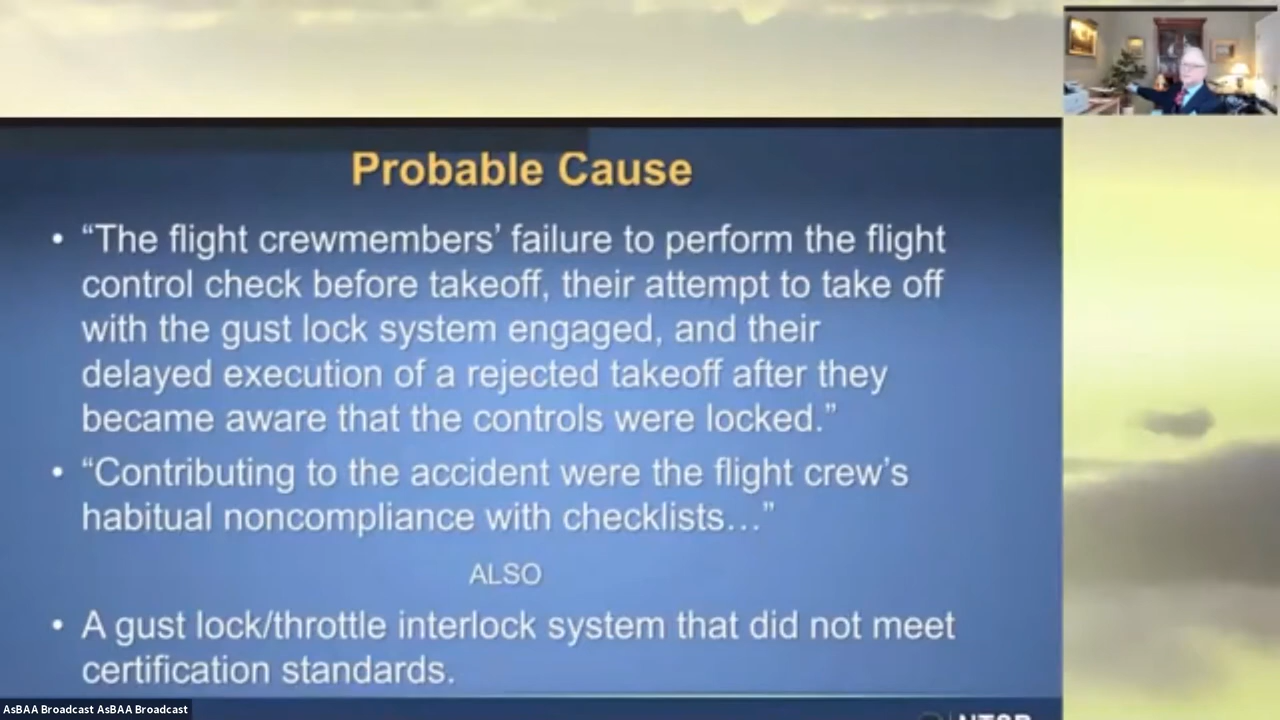 Probable Cause
• “The flight crewmembers’ failure to perform the flight
control check before takeoff, their attempt to take off
with the gust lock system engaged, and their
delayed execution of a rejected takeoff after they
became aware that the controls were locked.”
• “Contributing to the accident were the flight crew’s
habitual noncompliance with checklists…”
ALSO
• A gust lock/throttle interlock system that did not meet
certification standards.
NTSB
AsBAA Broadcast AsBAA Broadcast